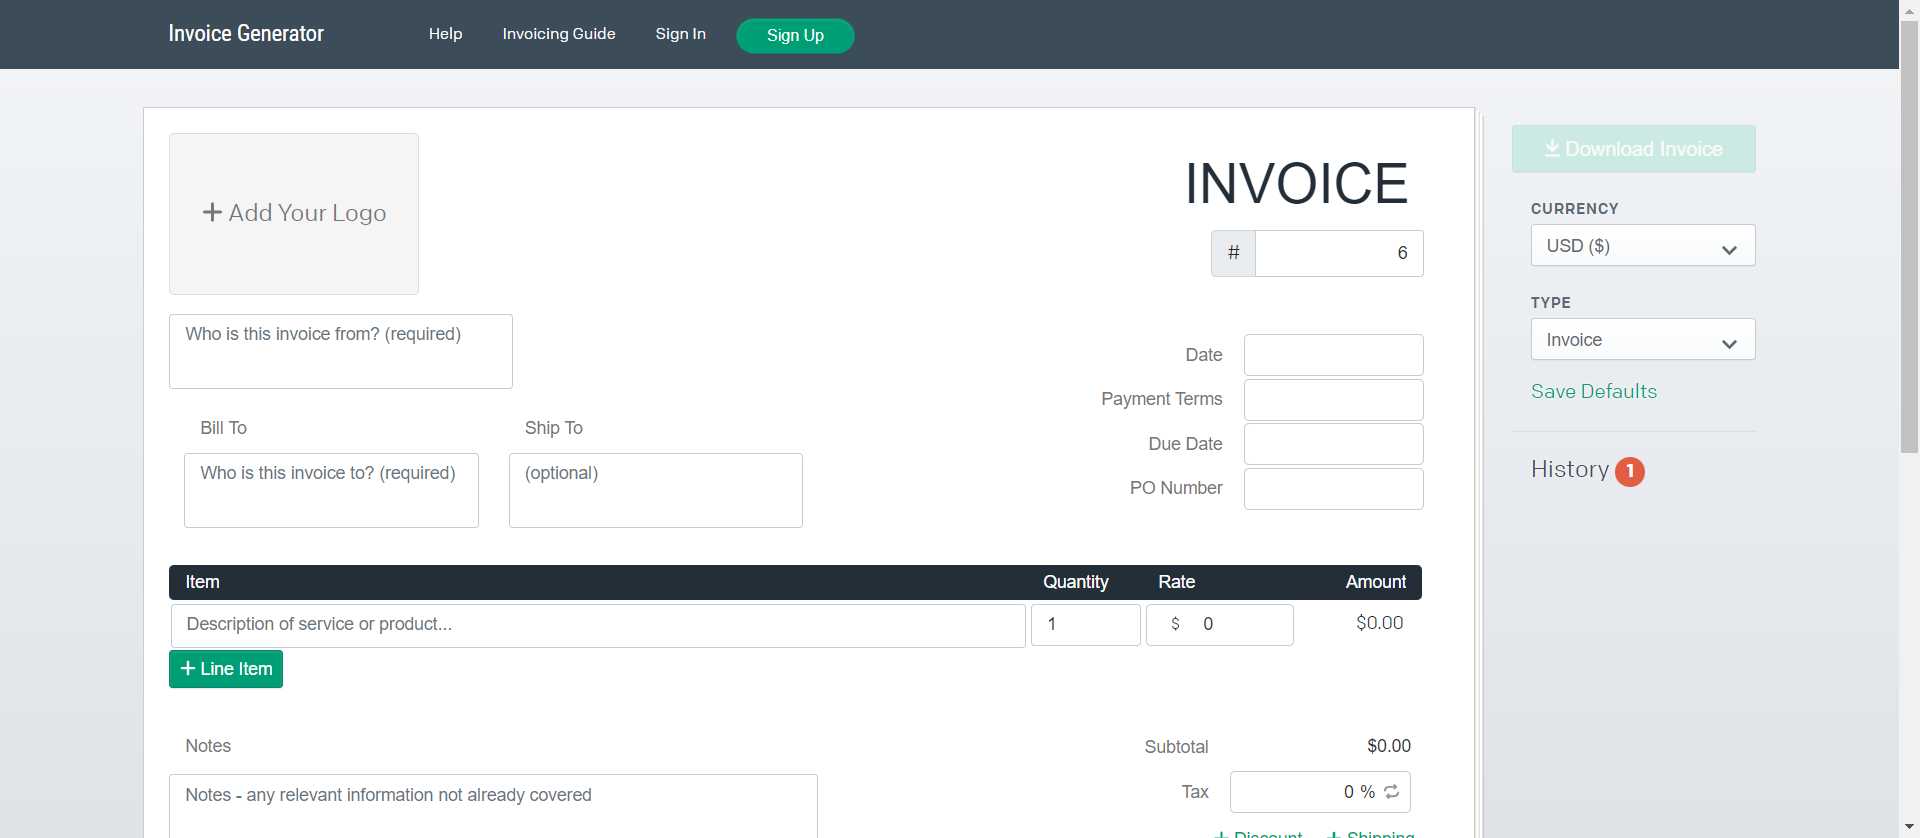 Invoice Generator
Help
Invoicing Guide
Sign In
Sign Up
+ Add Your Logo
INVOICE
# 6
Who is this invoice from? (required)
Date
Payment Terms
Due Date
PO Number
Bill To
Ship To
Who is this invoice to? (required)
(optional)
Item Quantity Rate Amount
Description of service or product... 1 $ 0 $0.00
+ Line Item
Notes
Notes - any relevant information not already covered
Subtotal $0.00
Tax 0 %
+ Discount + Shipping
Download Invoice
CURRENCY
USD ($)
TYPE
Invoice
Save Defaults
History 1